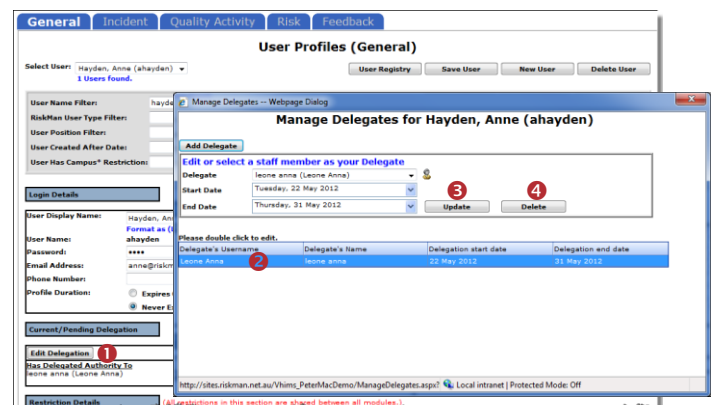 General Incident Quality Activity Risk Feedback
User Profiles (General)
Select User: Hayden, Anne (ahayden)
1 Users found.
User Registry Save User New User Delete User
User Name Filter: hayde
RiskMan User Type Filter:
User Position Filter:
User Created After Date:
User Has Campus* Restriction:
Login Details
User Display Name: Hayden, An
Format as (
User Name: ahayden
Password: ••••
Email Address: anne@riskm
Phone Number:
Profile Duration: Expires
Never E
Current/Pending Delegation
Edit Delegation 1
Has Delegated Authority To
leone anna (Leone Anna)
Restriction Details (All restrictions in this section are shared between all modules.)
Manage Delegates -- Webpage Dialog
Manage Delegates for Hayden, Anne (ahayden)
Add Delegate
Edit or select a staff member as your Delegate
Delegate leone anna (Leone Anna)
Start Date Tuesday, 22 May 2012
End Date Thursday, 31 May 2012
3 4
Update Delete
Please double click to edit.
Delegate's Username Delegate's Name Delegation start date Delegation end date
Leone Anna 2 leone anna 22 May 2012 31 May 2012
http://sites.riskman.net.au/Vhims_PeterMacDemo/ManageDelegates.aspx? Local intranet | Protected Mode: Off